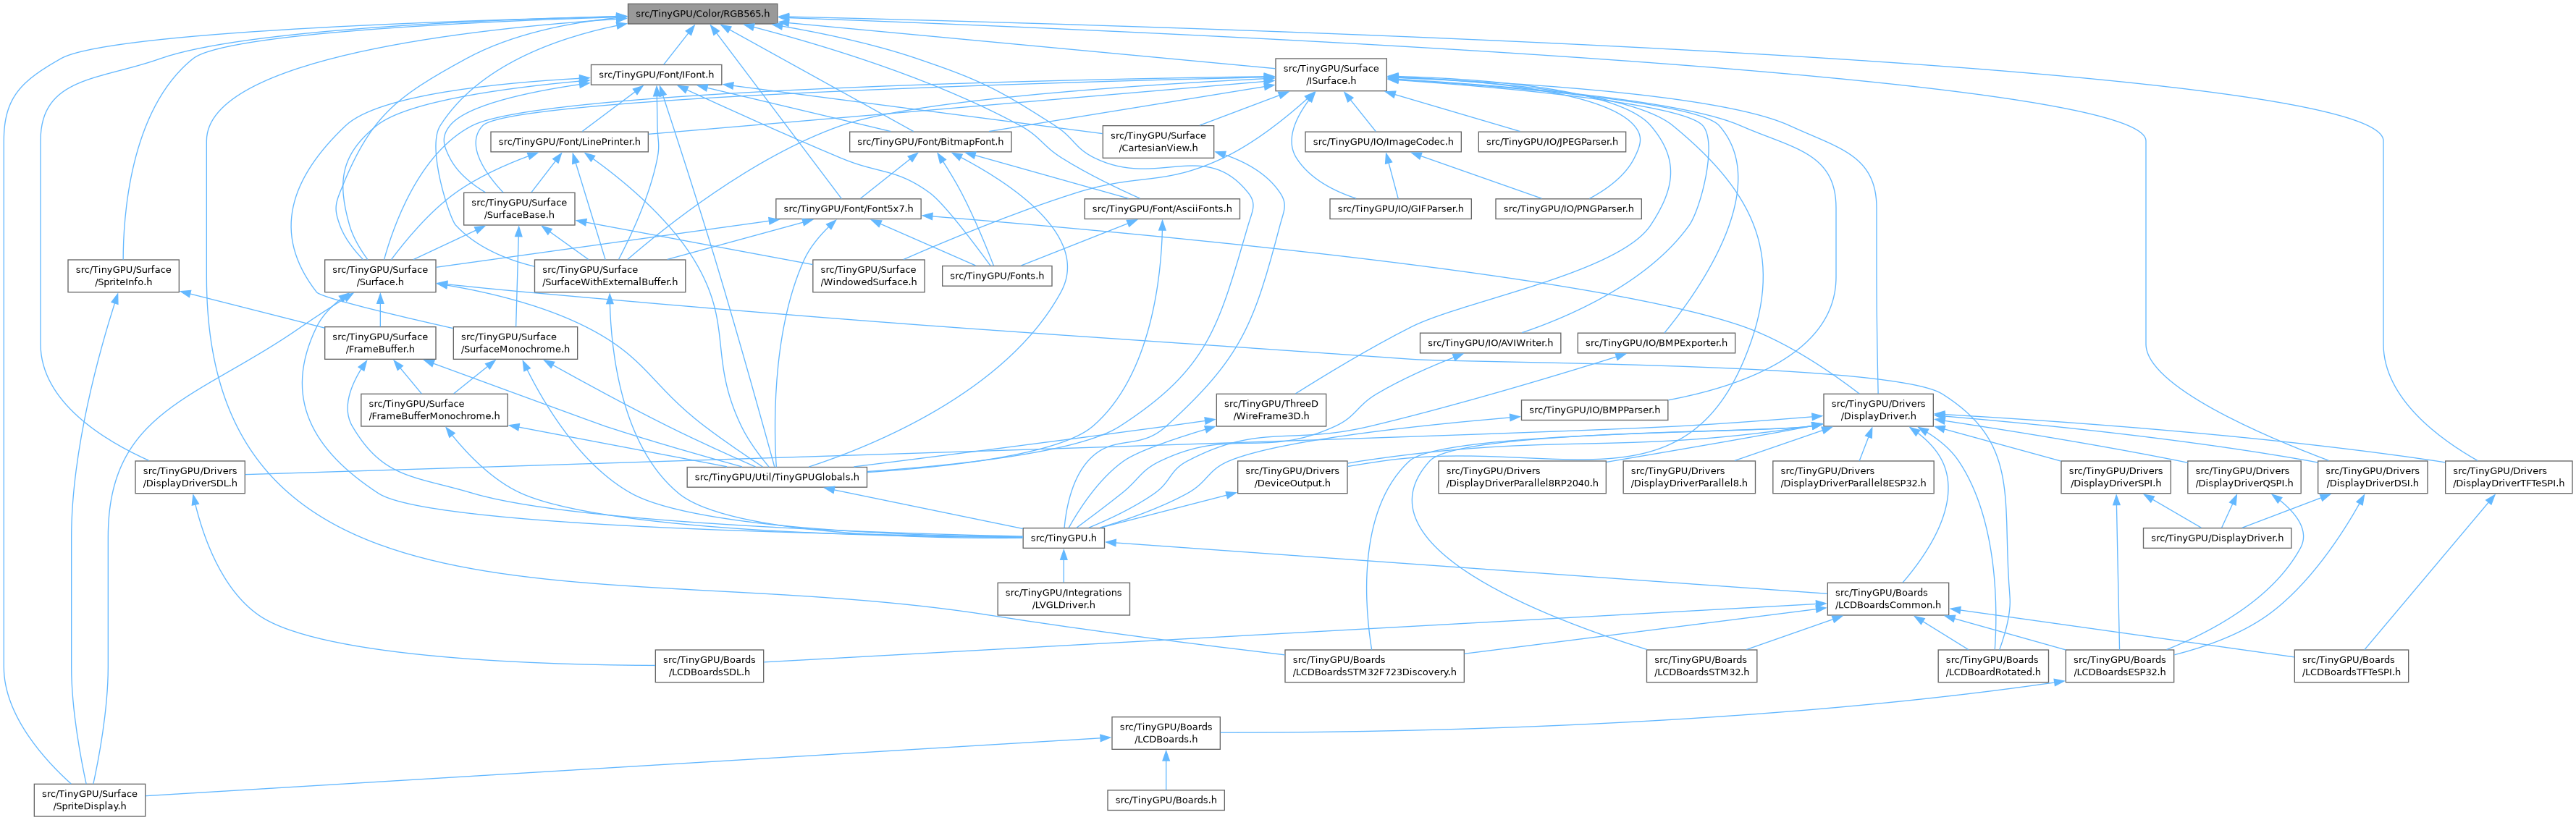 src/TinyGPU/Color/RGB565.h
src/TinyGPU/Font/IFont.h
src/TinyGPU/Surface
/ISurface.h
src/TinyGPU/Font/LinePrinter.h
src/TinyGPU/Font/BitmapFont.h
src/TinyGPU/Surface
/CartesianView.h
src/TinyGPU/IO/ImageCodec.h
src/TinyGPU/IO/JPEGParser.h
src/TinyGPU/Surface
/SurfaceBase.h
src/TinyGPU/Font/Font5x7.h
src/TinyGPU/Font/AsciiFonts.h
src/TinyGPU/IO/GIFParser.h
src/TinyGPU/IO/PNGParser.h
src/TinyGPU/Surface
/SpriteInfo.h
src/TinyGPU/Surface
/Surface.h
src/TinyGPU/Surface
/SurfaceWithExternalBuffer.h
src/TinyGPU/Surface
/WindowedSurface.h
src/TinyGPU/Fonts.h
src/TinyGPU/Surface
/FrameBuffer.h
src/TinyGPU/Surface
/SurfaceMonochrome.h
src/TinyGPU/IO/AVIWriter.h
src/TinyGPU/IO/BMPExporter.h
src/TinyGPU/Surface
/FrameBufferMonochrome.h
src/TinyGPU/ThreeD
/WireFrame3D.h
src/TinyGPU/IO/BMPParser.h
src/TinyGPU/Drivers
/DisplayDriver.h
src/TinyGPU/Drivers
/DisplayDriverSDL.h
src/TinyGPU/Util/TinyGPUGlobals.h
src/TinyGPU/Drivers
/DeviceOutput.h
src/TinyGPU/Drivers
/DisplayDriverParallel8RP2040.h
src/TinyGPU/Drivers
/DisplayDriverParallel8.h
src/TinyGPU/Drivers
/DisplayDriverParallel8ESP32.h
src/TinyGPU/Drivers
/DisplayDriverSPI.h
src/TinyGPU/Drivers
/DisplayDriverQSPI.h
src/TinyGPU/Drivers
/DisplayDriverDSI.h
src/TinyGPU/Drivers
/DisplayDriverTFTeSPI.h
src/TinyGPU.h
src/TinyGPU/DisplayDriver.h
src/TinyGPU/Integrations
/LVGLDriver.h
src/TinyGPU/Boards
/LCDBoardsCommon.h
src/TinyGPU/Boards
/LCDBoardsSDL.h
src/TinyGPU/Boards
/LCDBoardsSTM32F723Discovery.h
src/TinyGPU/Boards
/LCDBoardsSTM32.h
src/TinyGPU/Boards
/LCDBoardRotated.h
src/TinyGPU/Boards
/LCDBoardsESP32.h
src/TinyGPU/Boards
/LCDBoardsTFTeSPI.h
src/TinyGPU/Boards
/LCDBoards.h
src/TinyGPU/Surface
/SpriteDisplay.h
src/TinyGPU/Boards.h